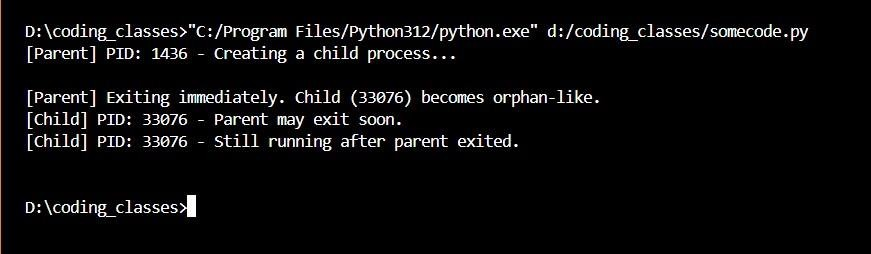 D:\coding_classes>"C:/Program Files/Python312/python.exe" d:/coding_classes/somecode.py
[Parent] PID: 1436 - Creating a child process...
[Parent] Exiting immediately. Child (33076) becomes orphan-like.
[Child] PID: 33076 - Parent may exit soon.
[Child] PID: 33076 - Still running after parent exited.
D:\coding_classes>